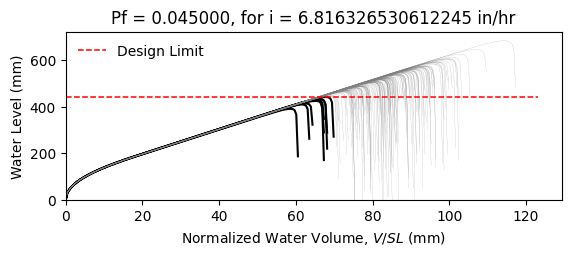 Pf = 0.045000, for i = 6.816326530612245 in/hr
Design Limit
Water Level (mm)
600
400
200
0
0 20 40 60 80 100 120
Normalized Water Volume, V/SL (mm)